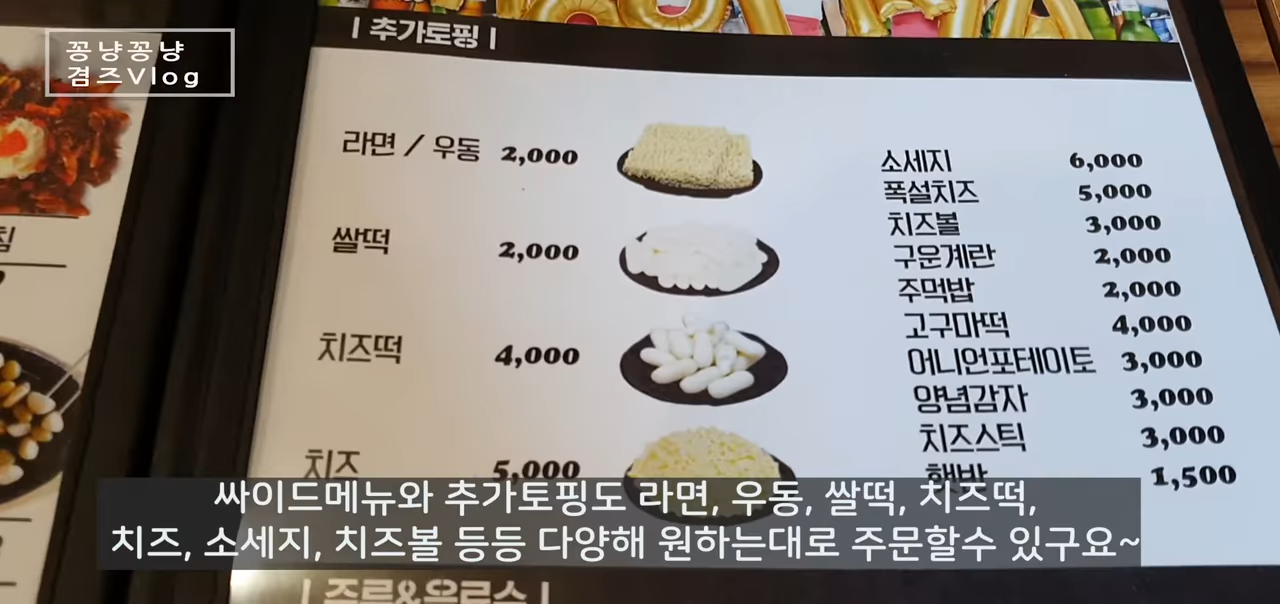 꽁냥꽁냥
겸즈Vlog
| 추가토핑 |
라면 / 우동 2,000
쌀떡 2,000
치즈떡 4,000
치즈 5,000
소세지 6,000
폭설치즈 5,000
치즈볼 3,000
구운계란 2,000
주먹밥 2,000
고구마떡 4,000
어니언포테이토 3,000
양념감자 3,000
치즈스틱 3,000
햇반 1,500
싸이드메뉴와 추가토핑도 라면, 우동, 쌀떡, 치즈떡,
치즈, 소세지, 치즈볼 등등 다양해 원하는대로 주문할수 있구요~